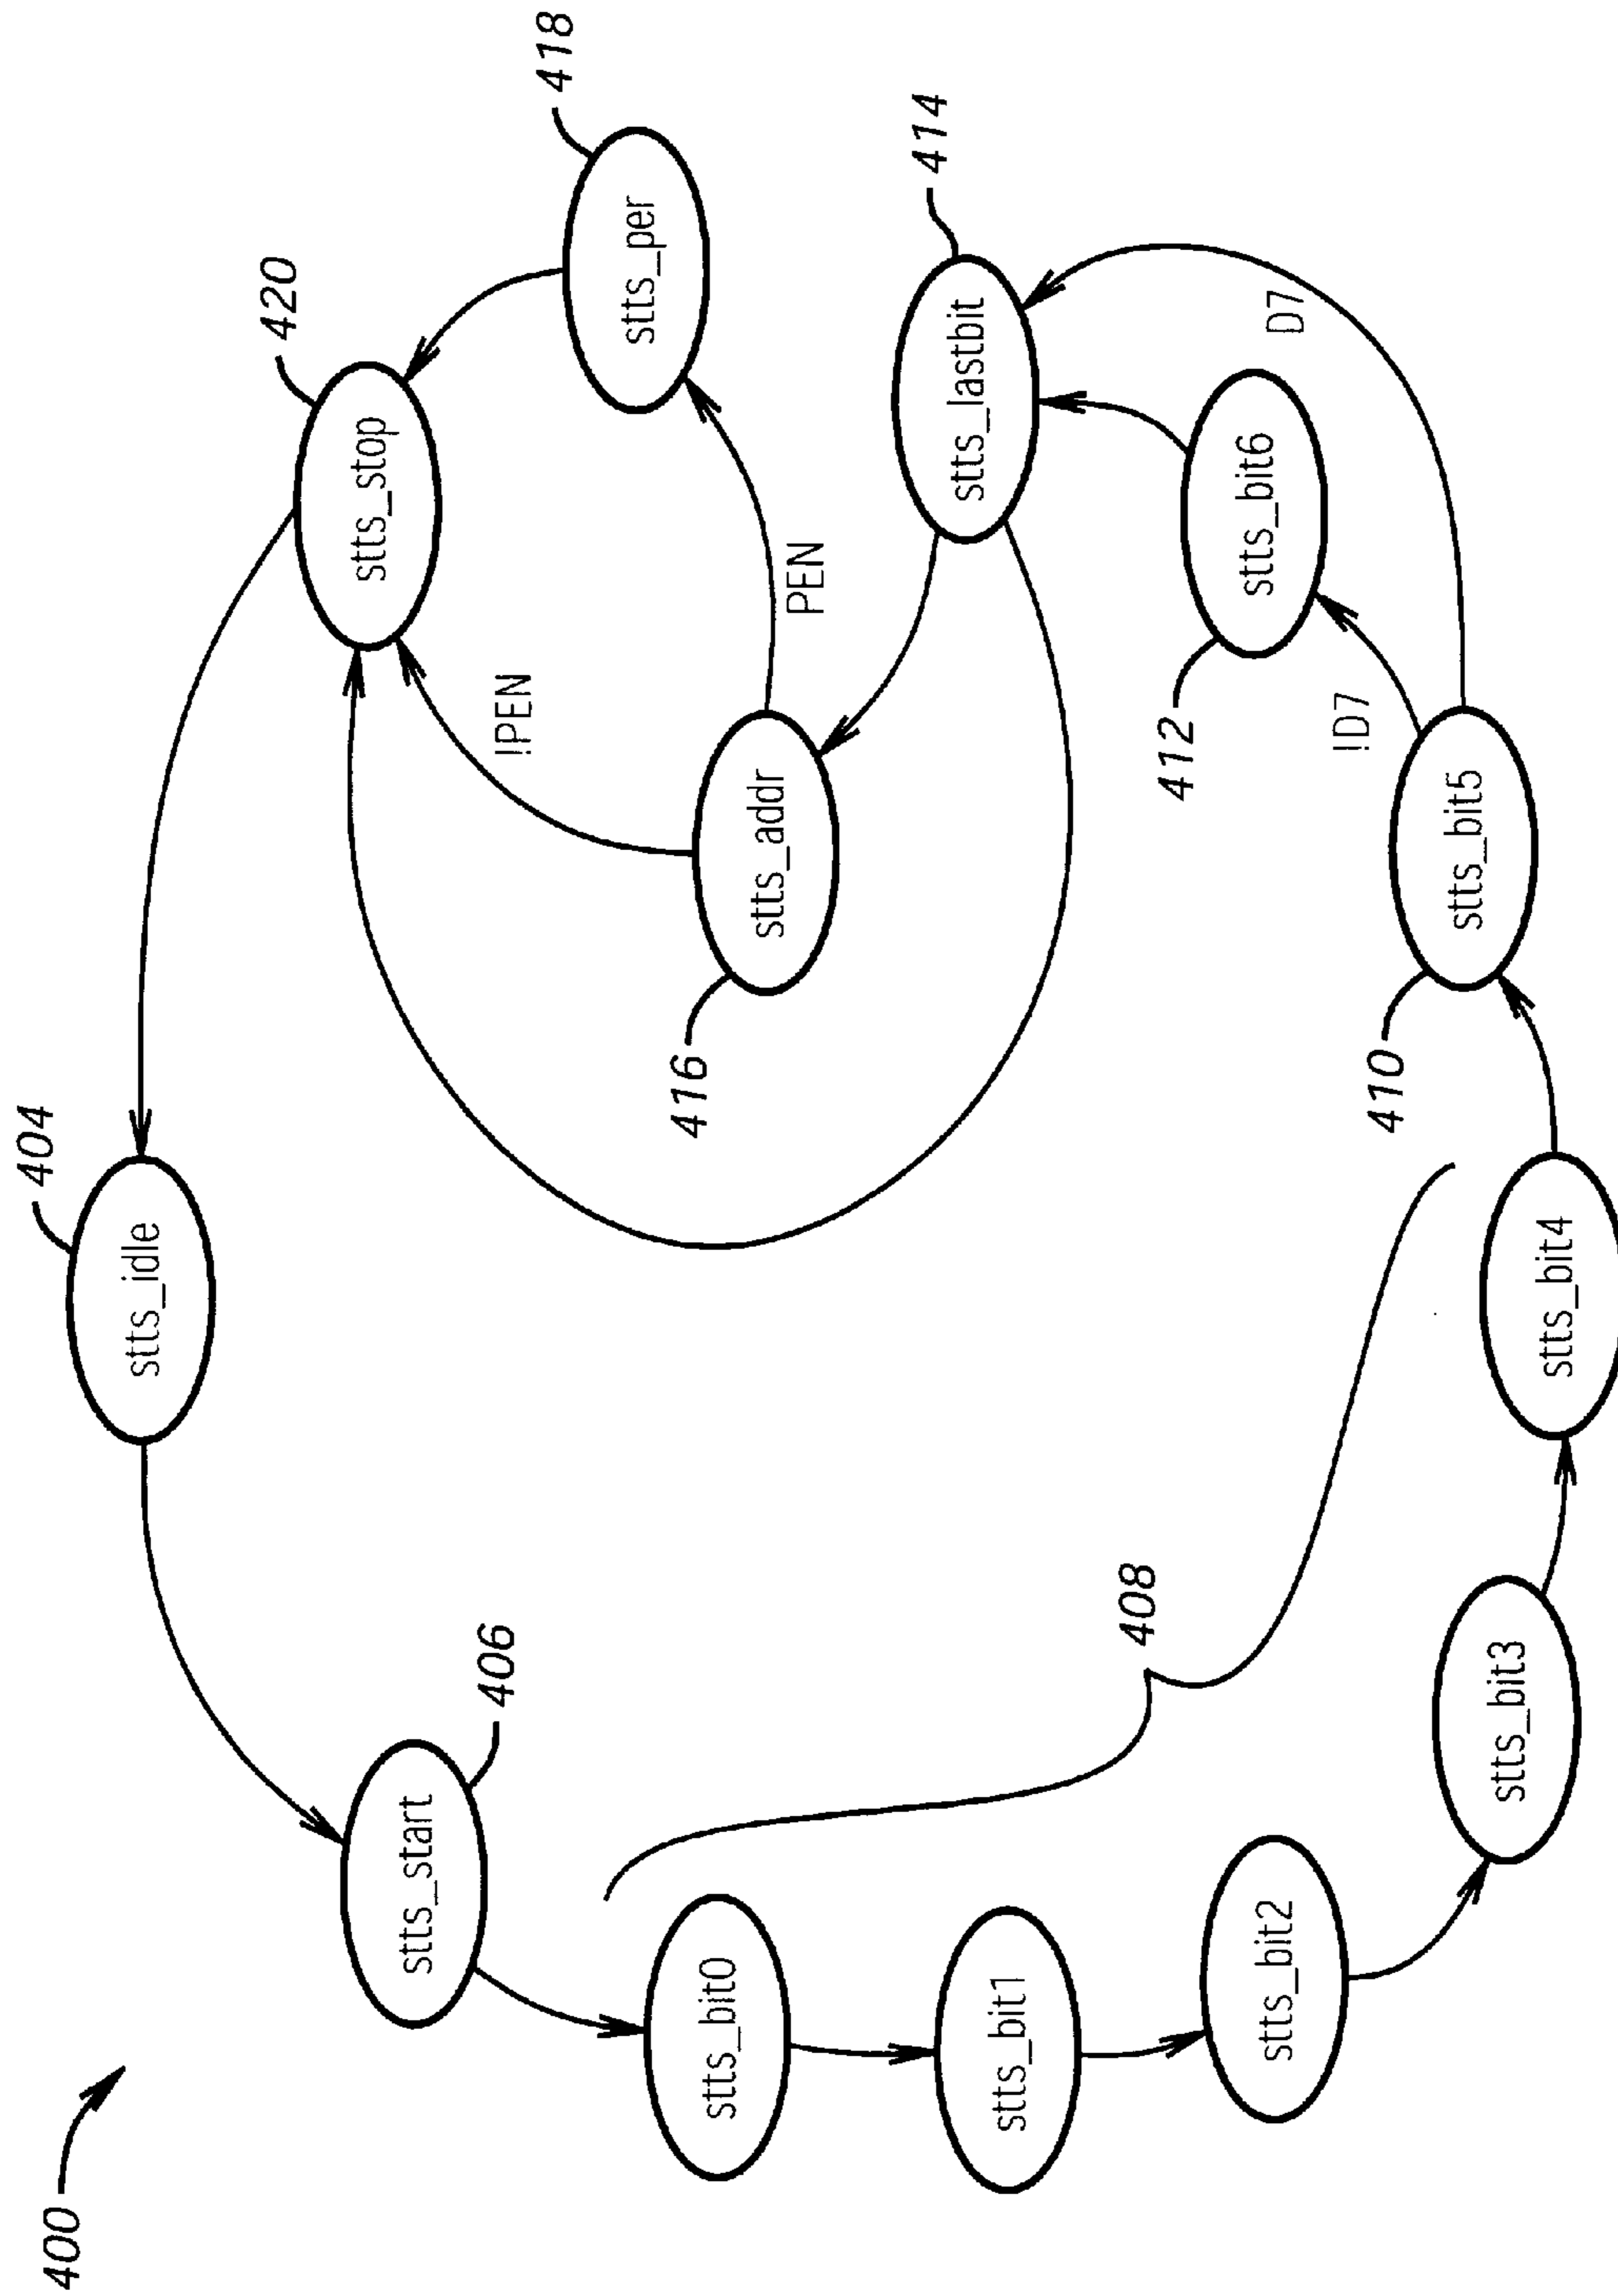 400
404
stts_idle
stts_start
406
420
stts_stop
418
stts_per
!PEN
PEN
416
stts_addr
414
stts_lastbit
stts_bit0
408
stts_bit1
412
stts_bit6
D7
!D7
stts_bit2
410
stts_bit5
stts_bit3
stts_bit4